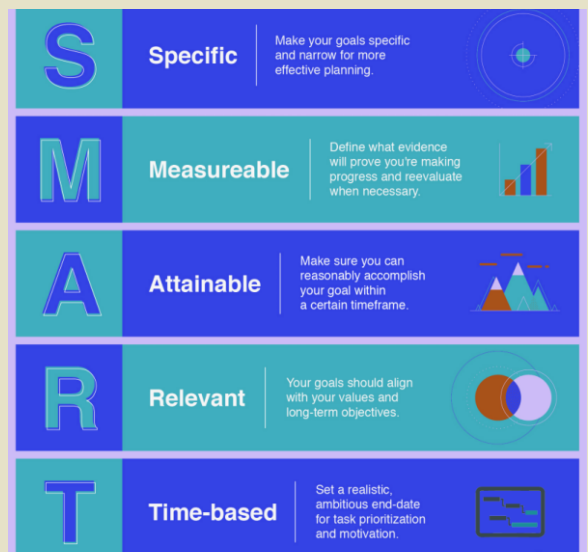 S
Specific
Make your goals specific
and narrow for more
effective planning.
M
Measureable
Define what evidence
will prove you're making
progress and reevaluate
when necessary.
A
Attainable
Make sure you can
reasonably accomplish
your goal within
a certain timeframe.
R
Relevant
Your goals should align
with your values and
long-term objectives.
T
Time-based
Set a realistic,
ambitious end-date
for task prioritization
and motivation.